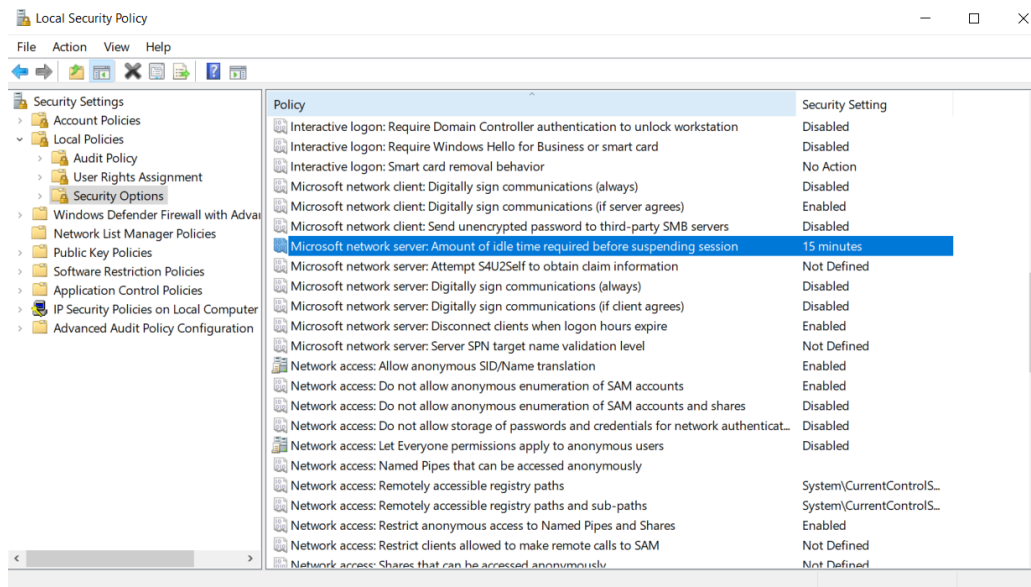 Local Security Policy
File Action View Help
Security Settings
Account Policies
Local Policies
Audit Policy
User Rights Assignment
Security Options
Windows Defender Firewall with Advan
Network List Manager Policies
Public Key Policies
Software Restriction Policies
Application Control Policies
IP Security Policies on Local Computer
Advanced Audit Policy Configuration
Policy Security Setting
Interactive logon: Require Domain Controller authentication to unlock workstation Disabled
Interactive logon: Require Windows Hello for Business or smart card Disabled
Interactive logon: Smart card removal behavior No Action
Microsoft network client: Digitally sign communications (always) Disabled
Microsoft network client: Digitally sign communications (if server agrees) Enabled
Microsoft network client: Send unencrypted password to third-party SMB servers Disabled
Microsoft network server: Amount of idle time required before suspending session 15 minutes
Microsoft network server: Attempt S4U2Self to obtain claim information Not Defined
Microsoft network server: Digitally sign communications (always) Disabled
Microsoft network server: Digitally sign communications (if client agrees) Disabled
Microsoft network server: Disconnect clients when logon hours expire Enabled
Microsoft network server: Server SPN target name validation level Not Defined
Network access: Allow anonymous SID/Name translation Enabled
Network access: Do not allow anonymous enumeration of SAM accounts Enabled
Network access: Do not allow anonymous enumeration of SAM accounts and shares Disabled
Network access: Do not allow storage of passwords and credentials for network authenticat... Disabled
Network access: Let Everyone permissions apply to anonymous users Disabled
Network access: Named Pipes that can be accessed anonymously
Network access: Remotely accessible registry paths System\CurrentControlS...
Network access: Remotely accessible registry paths and sub-paths System\CurrentControlS...
Network access: Restrict anonymous access to Named Pipes and Shares Enabled
Network access: Restrict clients allowed to make remote calls to SAM Not Defined
Network access: Shares that can be accessed anonymously Not Defined